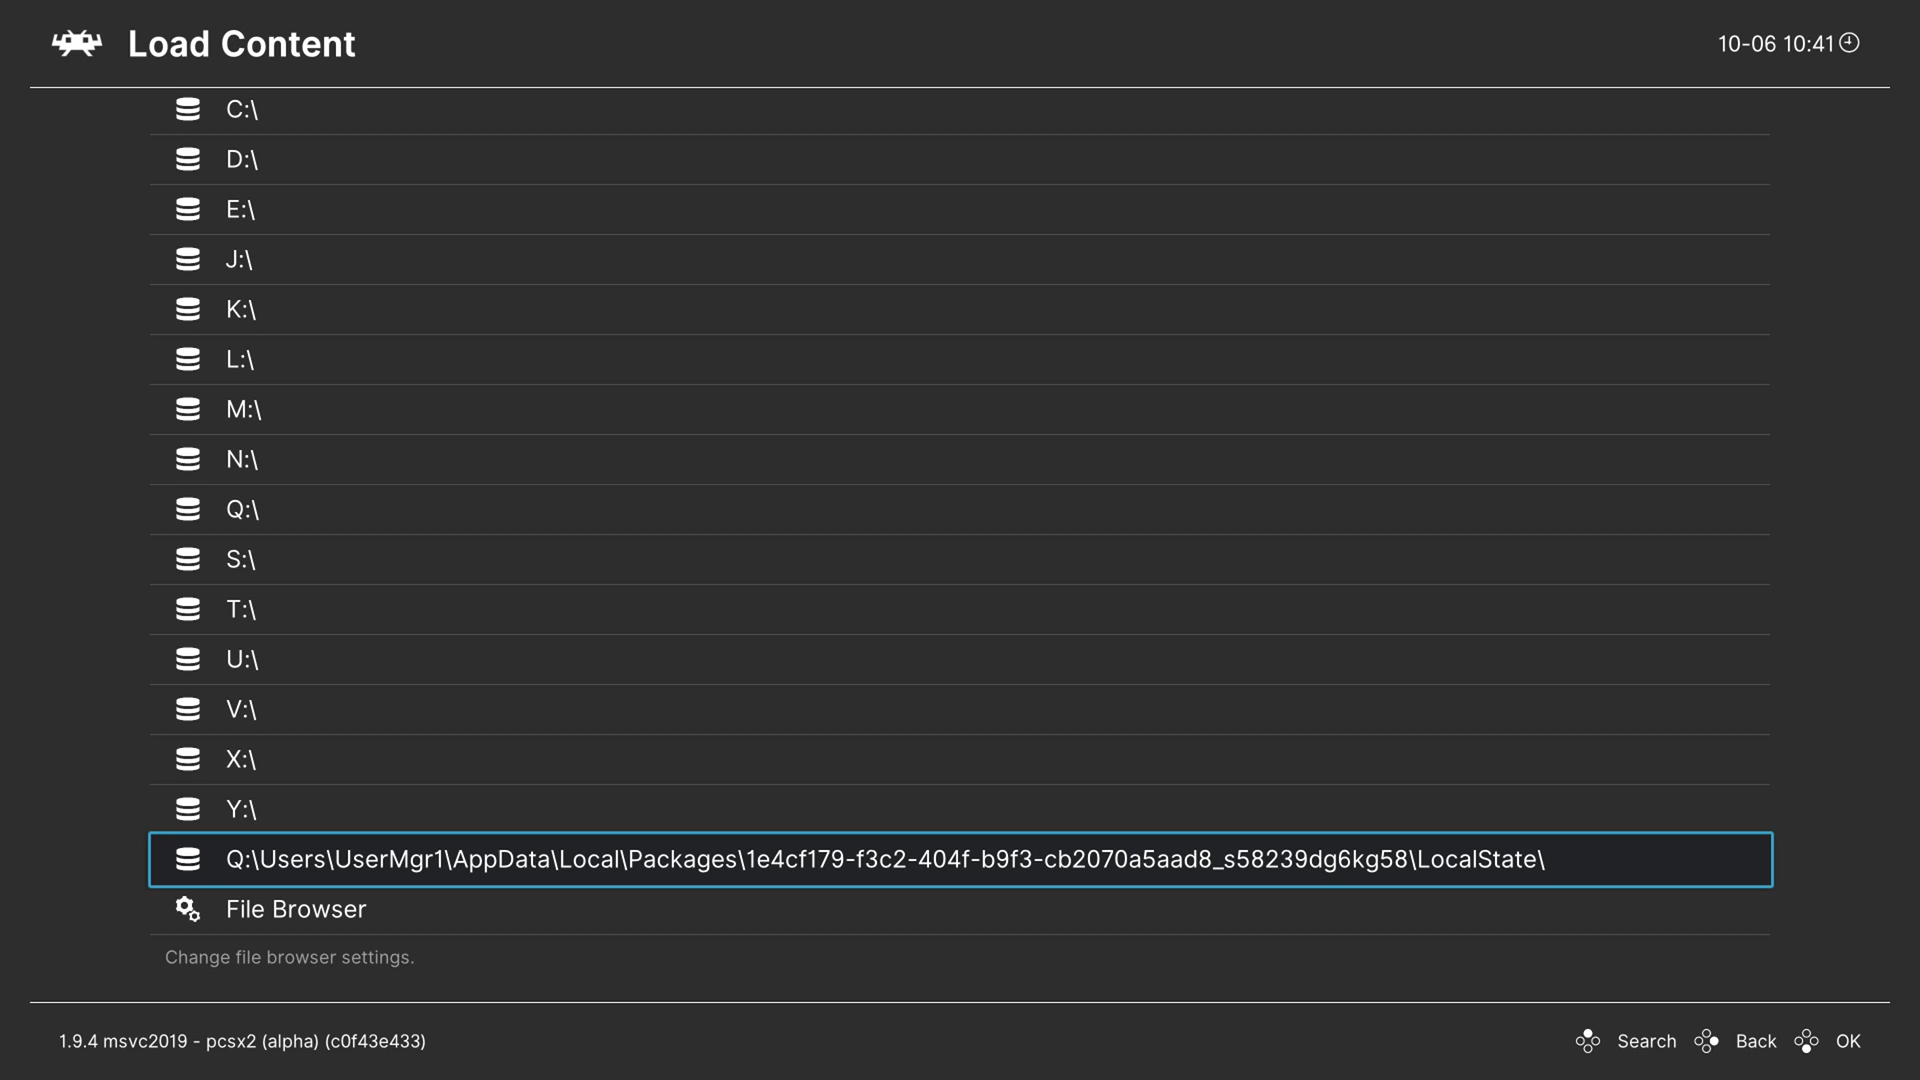 Load Content
10-06 10:41
C:\
D:\
E:\
J:\
K:\
L:\
M:\
N:\
Q:\
S:\
T:\
U:\
V:\
X:\
Y:\
Q:\Users\UserMgr1\AppData\Local\Packages\1e4cf179-f3c2-404f-b9f3-cb2070a5aad8_s58239dg6kg58\LocalState\
File Browser
Change file browser settings.
1.9.4 msvc2019 - pcsx2 (alpha) (c0f43e433)
Search Back OK